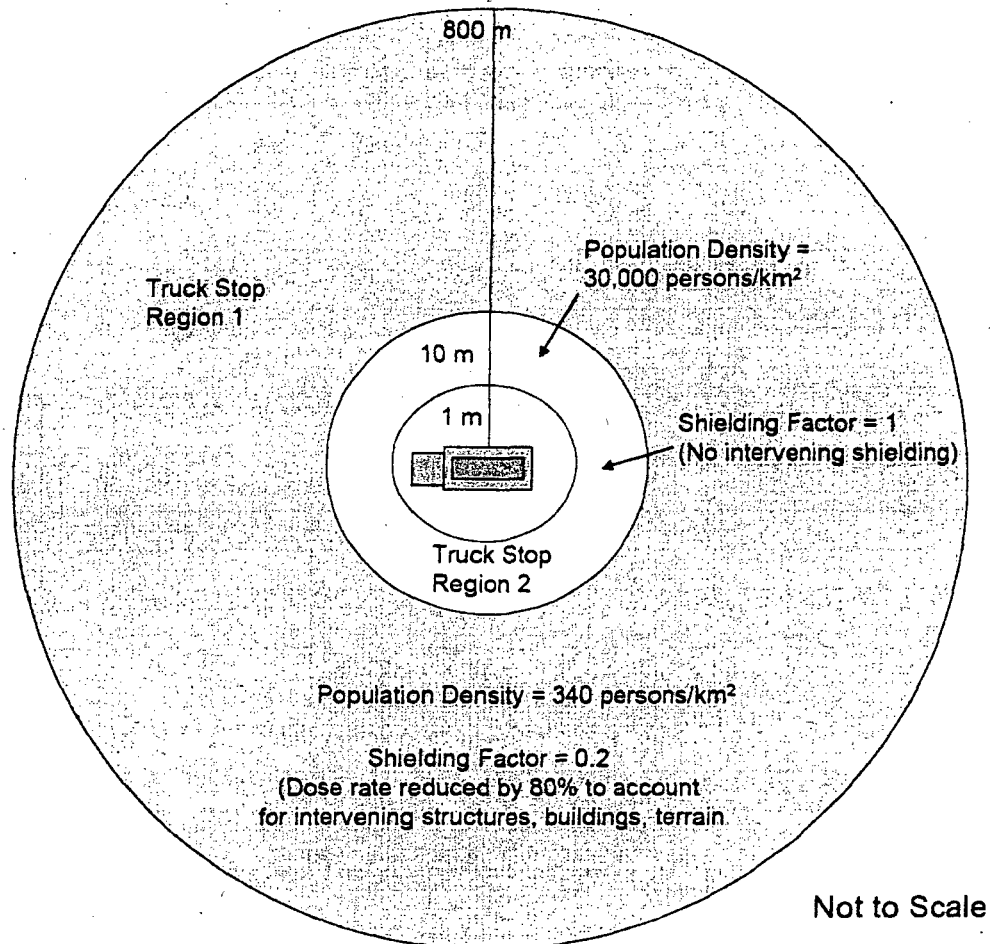 800 m
Population Density =
30,000 persons/km²
Truck Stop
Region 1
10 m
1 m
Shielding Factor = 1
(No intervening shielding)
Truck Stop
Region 2
Population Density = 340 persons/km²
Shielding Factor = 0.2
(Dose rate reduced by 80% to account
for intervening structures, buildings, terrain
Not to Scale